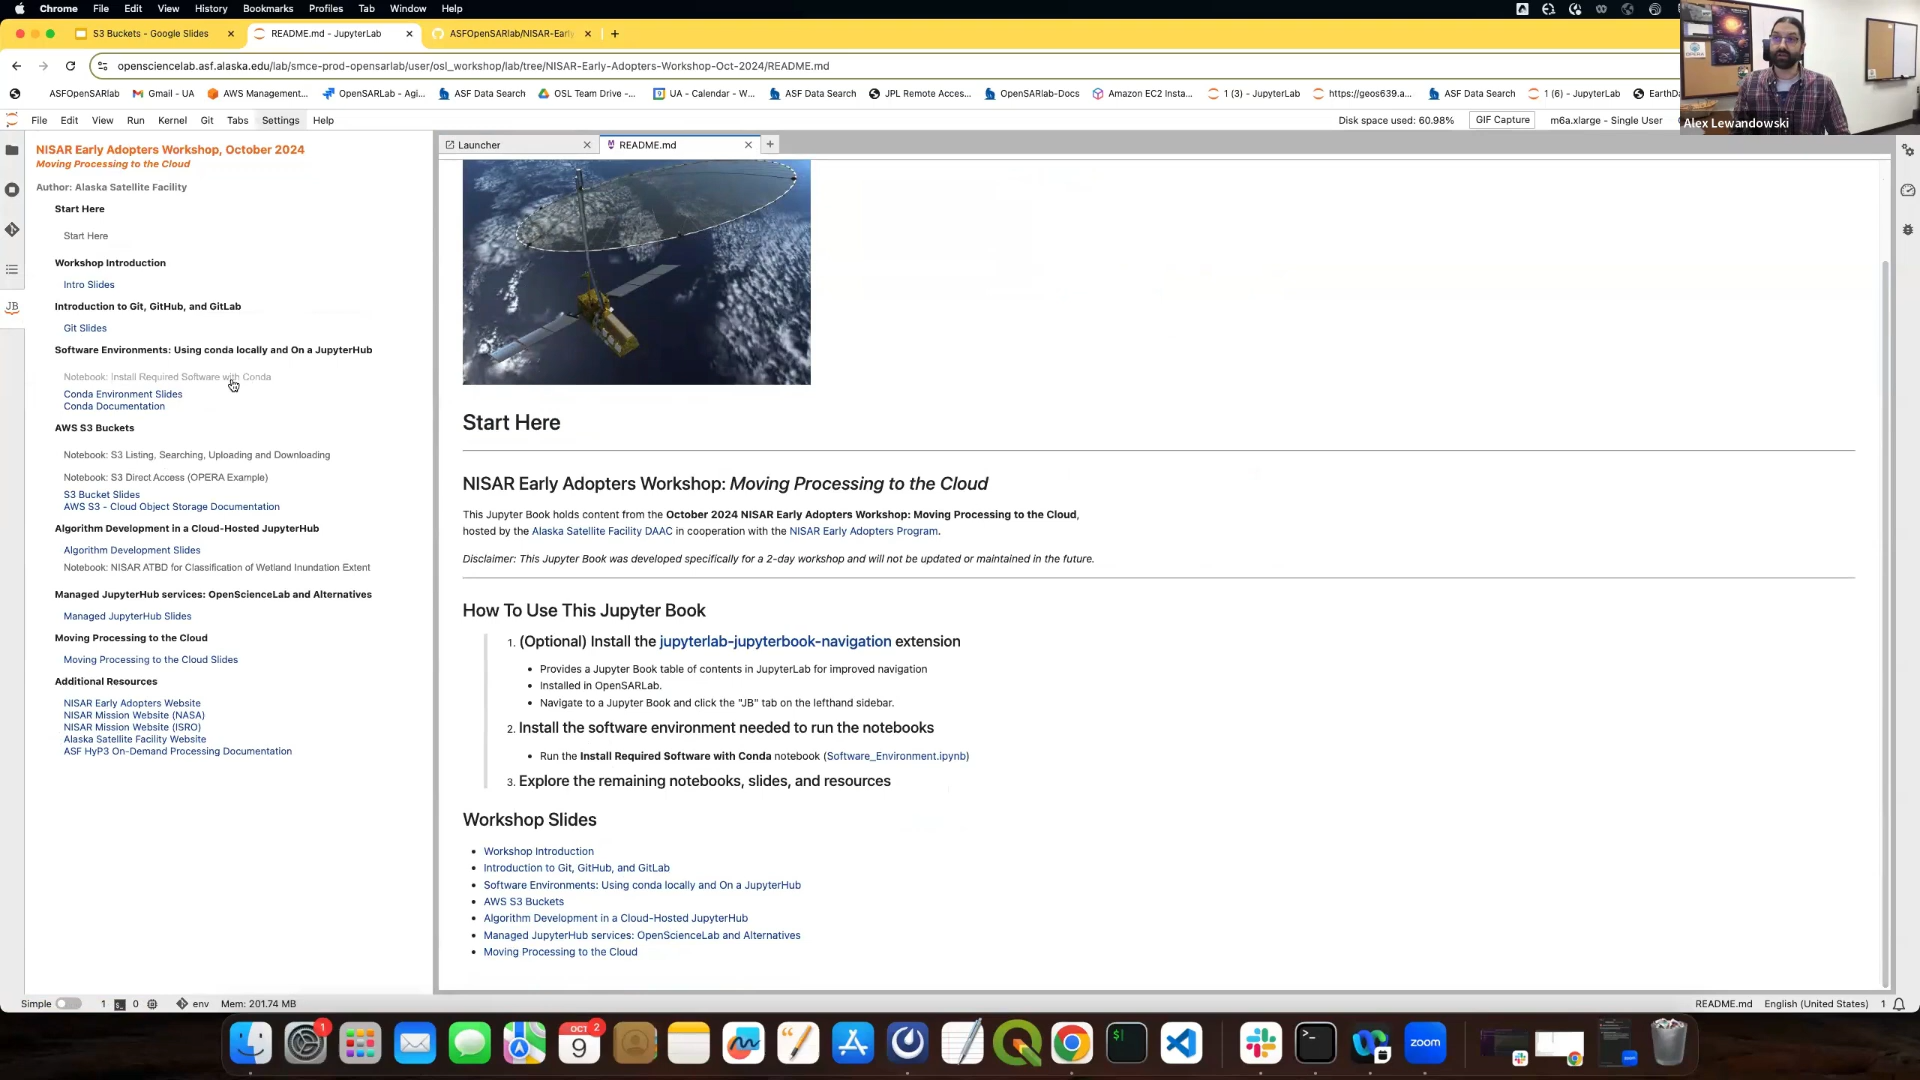 Chrome File Edit View History Bookmarks Profiles Tab Window Help
S3 Buckets - Google Slides
README.md - JupyterLab
ASFOpenSARlab/NISAR-Early
opensciencelab.asf.alaska.edu/lab/smce-prod-opensarlab/user/osl_workshop/lab/tree/NISAR-Early-Adopters-Workshop-Oct-2024/README.md
ASFOpenSARlab Gmail - UA AWS Management... OpenSARLab - Agi... ASF Data Search OSL Team Drive -... UA - Calendar - W... ASF Data Search JPL Remote Acces... OpenSARlab-Docs Amazon EC2 Insta... 1 (3) - JupyterLab https://geos639.a... ASF Data Search 1 (6) - JupyterLab EarthDa
File Edit View Run Kernel Git Tabs Settings Help
Disk space used: 60.98% GIF Capture m6a.xlarge - Single User
Alex Lewandowski
NISAR Early Adopters Workshop, October 2024
Moving Processing to the Cloud
Author: Alaska Satellite Facility
Start Here
Start Here
Workshop Introduction
Intro Slides
Introduction to Git, GitHub, and GitLab
Git Slides
Software Environments: Using conda locally and On a JupyterHub
JB
Notebook: Install Required Software with Conda
Conda Environment Slides
Conda Documentation
AWS S3 Buckets
Notebook: S3 Listing, Searching, Uploading and Downloading
Notebook: S3 Direct Access (OPERA Example)
S3 Bucket Slides
AWS S3 - Cloud Object Storage Documentation
Algorithm Development in a Cloud-Hosted JupyterHub
Algorithm Development Slides
Notebook: NISAR ATBD for Classification of Wetland Inundation Extent
Managed JupyterHub services: OpenScienceLab and Alternatives
Managed JupyterHub Slides
Moving Processing to the Cloud
Moving Processing to the Cloud Slides
Additional Resources
NISAR Early Adopters Website
NISAR Mission Website (NASA)
NISAR Mission Website (ISRO)
Alaska Satellite Facility Website
ASF HyP3 On-Demand Processing Documentation
Launcher
README.md
Start Here
NISAR Early Adopters Workshop: Moving Processing to the Cloud
This Jupyter Book holds content from the October 2024 NISAR Early Adopters Workshop: Moving Processing to the Cloud,
hosted by the Alaska Satellite Facility DAAC in cooperation with the NISAR Early Adopters Program.
Disclaimer: This Jupyter Book was developed specifically for a 2-day workshop and will not be updated or maintained in the future.
How To Use This Jupyter Book
1. (Optional) Install the jupyterlab-jupyterbook-navigation extension
• Provides a Jupyter Book table of contents in JupyterLab for improved navigation
• Installed in OpenSARLab.
• Navigate to a Jupyter Book and click the "JB" tab on the lefthand sidebar.
2. Install the software environment needed to run the notebooks
• Run the Install Required Software with Conda notebook (Software_Environment.ipynb)
3. Explore the remaining notebooks, slides, and resources
Workshop Slides
• Workshop Introduction
• Introduction to Git, GitHub, and GitLab
• Software Environments: Using conda locally and On a JupyterHub
• AWS S3 Buckets
• Algorithm Development in a Cloud-Hosted JupyterHub
• Managed JupyterHub services: OpenScienceLab and Alternatives
• Moving Processing to the Cloud
Simple 1 0 env Mem: 201.74 MB
README.md English (United States) 1
1
OCT 2
9
zoom